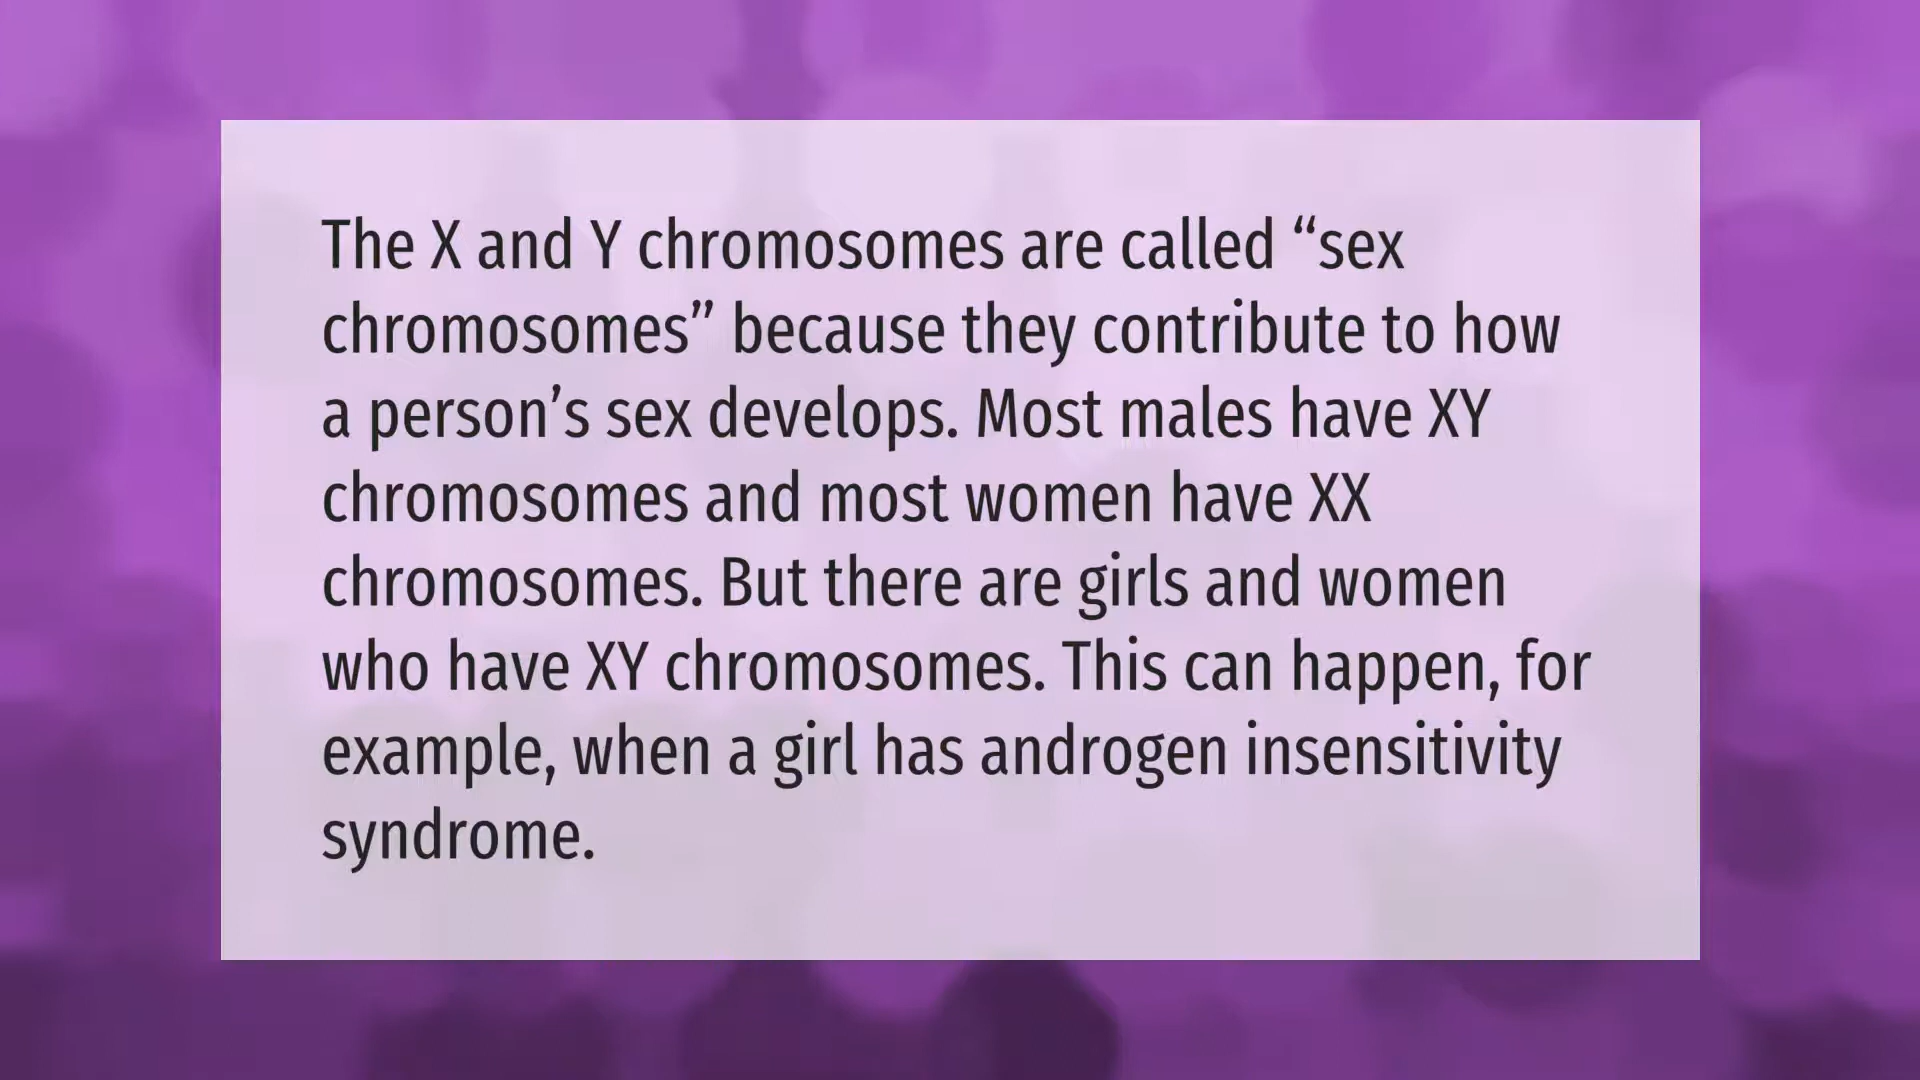 The X and Y chromosomes are called “sex
chromosomes” because they contribute to how
a person’s sex develops. Most males have XY
chromosomes and most women have XX
chromosomes. But there are girls and women
who have XY chromosomes. This can happen, for
example, when a girl has androgen insensitivity
syndrome.